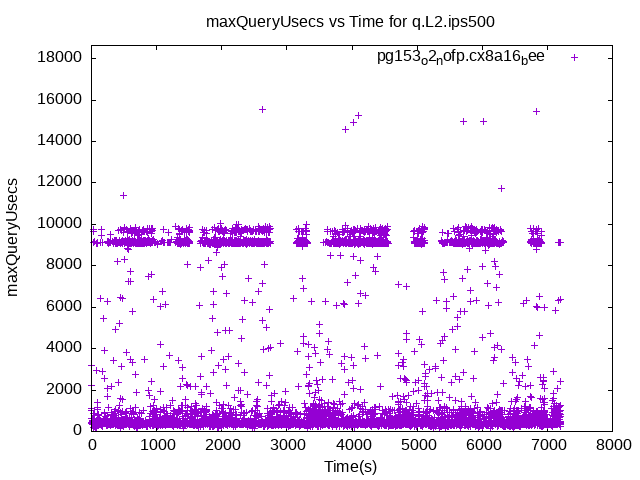 maxQueryUsecs vs Time for q.L2.ips500
pg153o2nofp.cx8a16bee
18000
16000
14000
12000
10000
8000
6000
4000
2000
0
maxQueryUsecs
0 1000 2000 3000 4000 5000 6000 7000 8000
Time(s)